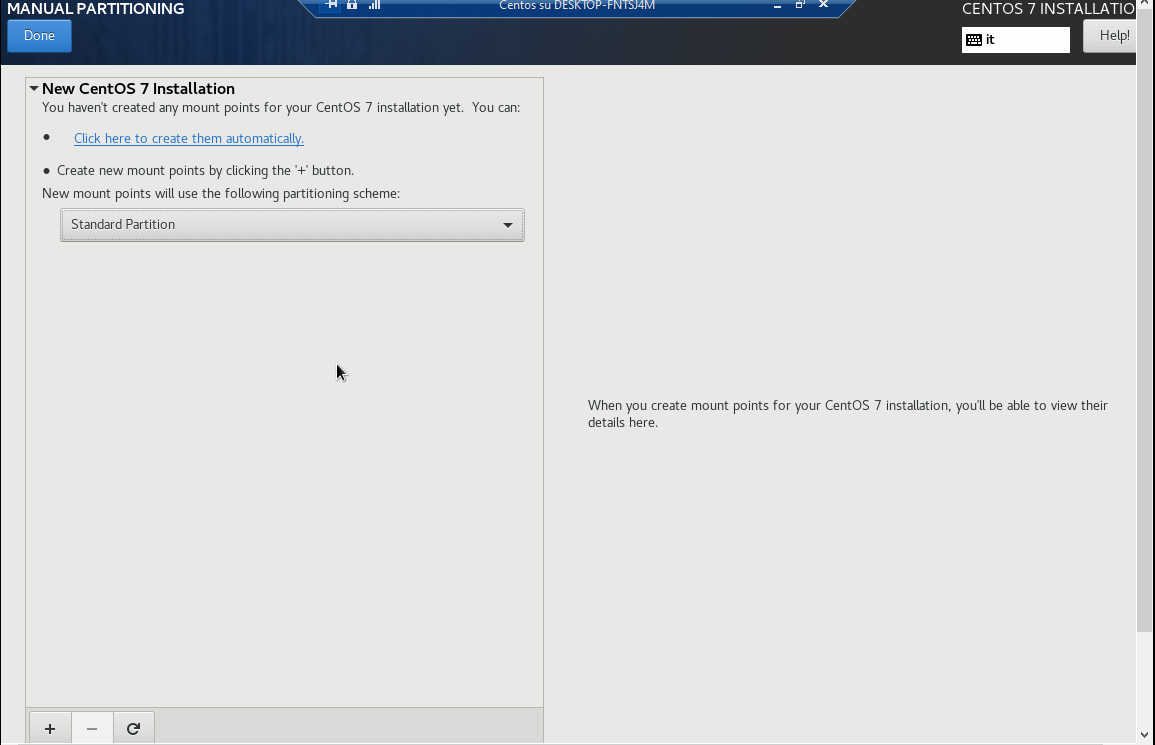 MANUAL PARTITIONING
Centos su DESKTOP-FNTSJ4M
CENTOS 7 INSTALLATIO
Done
it
Help!
New CentOS 7 Installation
You haven't created any mount points for your CentOS 7 installation yet. You can:
• Click here to create them automatically.
• Create new mount points by clicking the '+' button.
New mount points will use the following partitioning scheme:
Standard Partition
When you create mount points for your CentOS 7 installation, you'll be able to view their
details here.